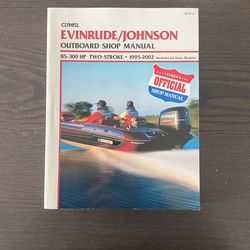 CLYMER
EVINRUDE/JOHNSON
OUTBOARD SHOP MANUAL
85-300 HP TWO-STROKE • 1995-2002 (Includes Jet Drive Models)
OFFICIAL
SHOP MANUAL